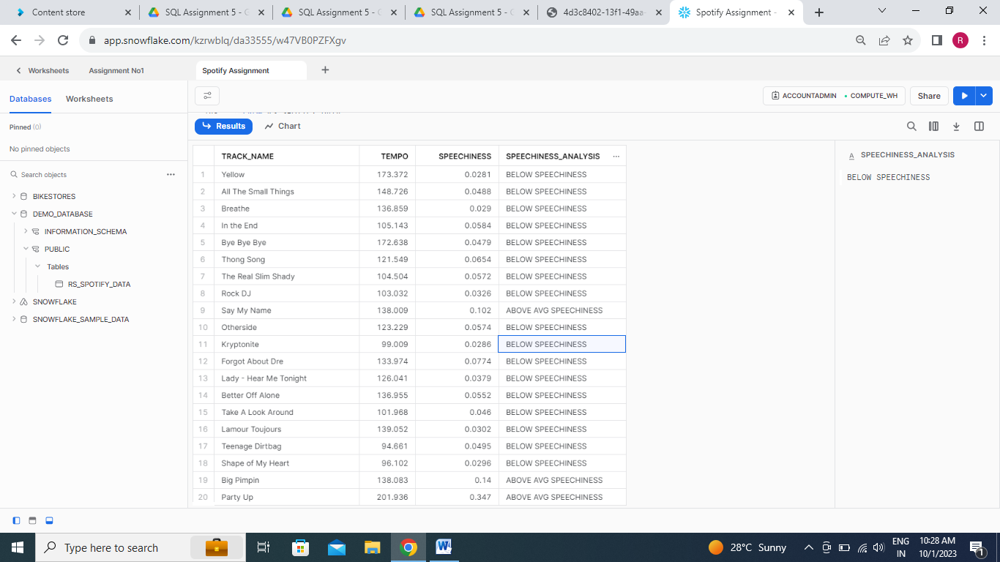 Content store
SQL Assignment 5 - G
SQL Assignment 5 - G
SQL Assignment 5 - G
4d3c8402-13f1-49aa-
Spotify Assignment -
app.snowflake.com/kzrwblq/da33555/w47VB0PZFXgv
R
Worksheets
Assignment No1
Spotify Assignment
Databases
Worksheets
ACCOUNTADMIN
COMPUTE_WH
Share
Pinned (0)
No pinned objects
Search objects
BIKESTORES
DEMO_DATABASE
INFORMATION_SCHEMA
PUBLIC
Tables
RS_SPOTIFY_DATA
SNOWFLAKE
SNOWFLAKE_SAMPLE_DATA
Results
Chart
TRACK_NAME TEMPO SPEECHINESS SPEECHINESS_ANALYSIS
1 Yellow 173.372 0.0281 BELOW SPEECHINESS
2 All The Small Things 148.726 0.0488 BELOW SPEECHINESS
3 Breathe 136.859 0.029 BELOW SPEECHINESS
4 In the End 105.143 0.0584 BELOW SPEECHINESS
5 Bye Bye Bye 172.638 0.0479 BELOW SPEECHINESS
6 Thong Song 121.549 0.0654 BELOW SPEECHINESS
7 The Real Slim Shady 104.504 0.0572 BELOW SPEECHINESS
8 Rock DJ 103.032 0.0326 BELOW SPEECHINESS
9 Say My Name 138.009 0.102 ABOVE AVG SPEECHINESS
10 Otherside 123.229 0.0574 BELOW SPEECHINESS
11 Kryptonite 99.009 0.0286 BELOW SPEECHINESS
12 Forgot About Dre 133.974 0.0774 BELOW SPEECHINESS
13 Lady - Hear Me Tonight 126.041 0.0379 BELOW SPEECHINESS
14 Better Off Alone 136.955 0.0552 BELOW SPEECHINESS
15 Take A Look Around 101.968 0.046 BELOW SPEECHINESS
16 Lamour Toujours 139.052 0.0302 BELOW SPEECHINESS
17 Teenage Dirtbag 94.661 0.0495 BELOW SPEECHINESS
18 Shape of My Heart 96.102 0.0296 BELOW SPEECHINESS
19 Big Pimpin 138.083 0.14 ABOVE AVG SPEECHINESS
20 Party Up 201.936 0.347 ABOVE AVG SPEECHINESS
A SPEECHINESS_ANALYSIS
BELOW SPEECHINESS
Type here to search
W
28°C Sunny
ENG
IN
10:28 AM
10/1/2023
1